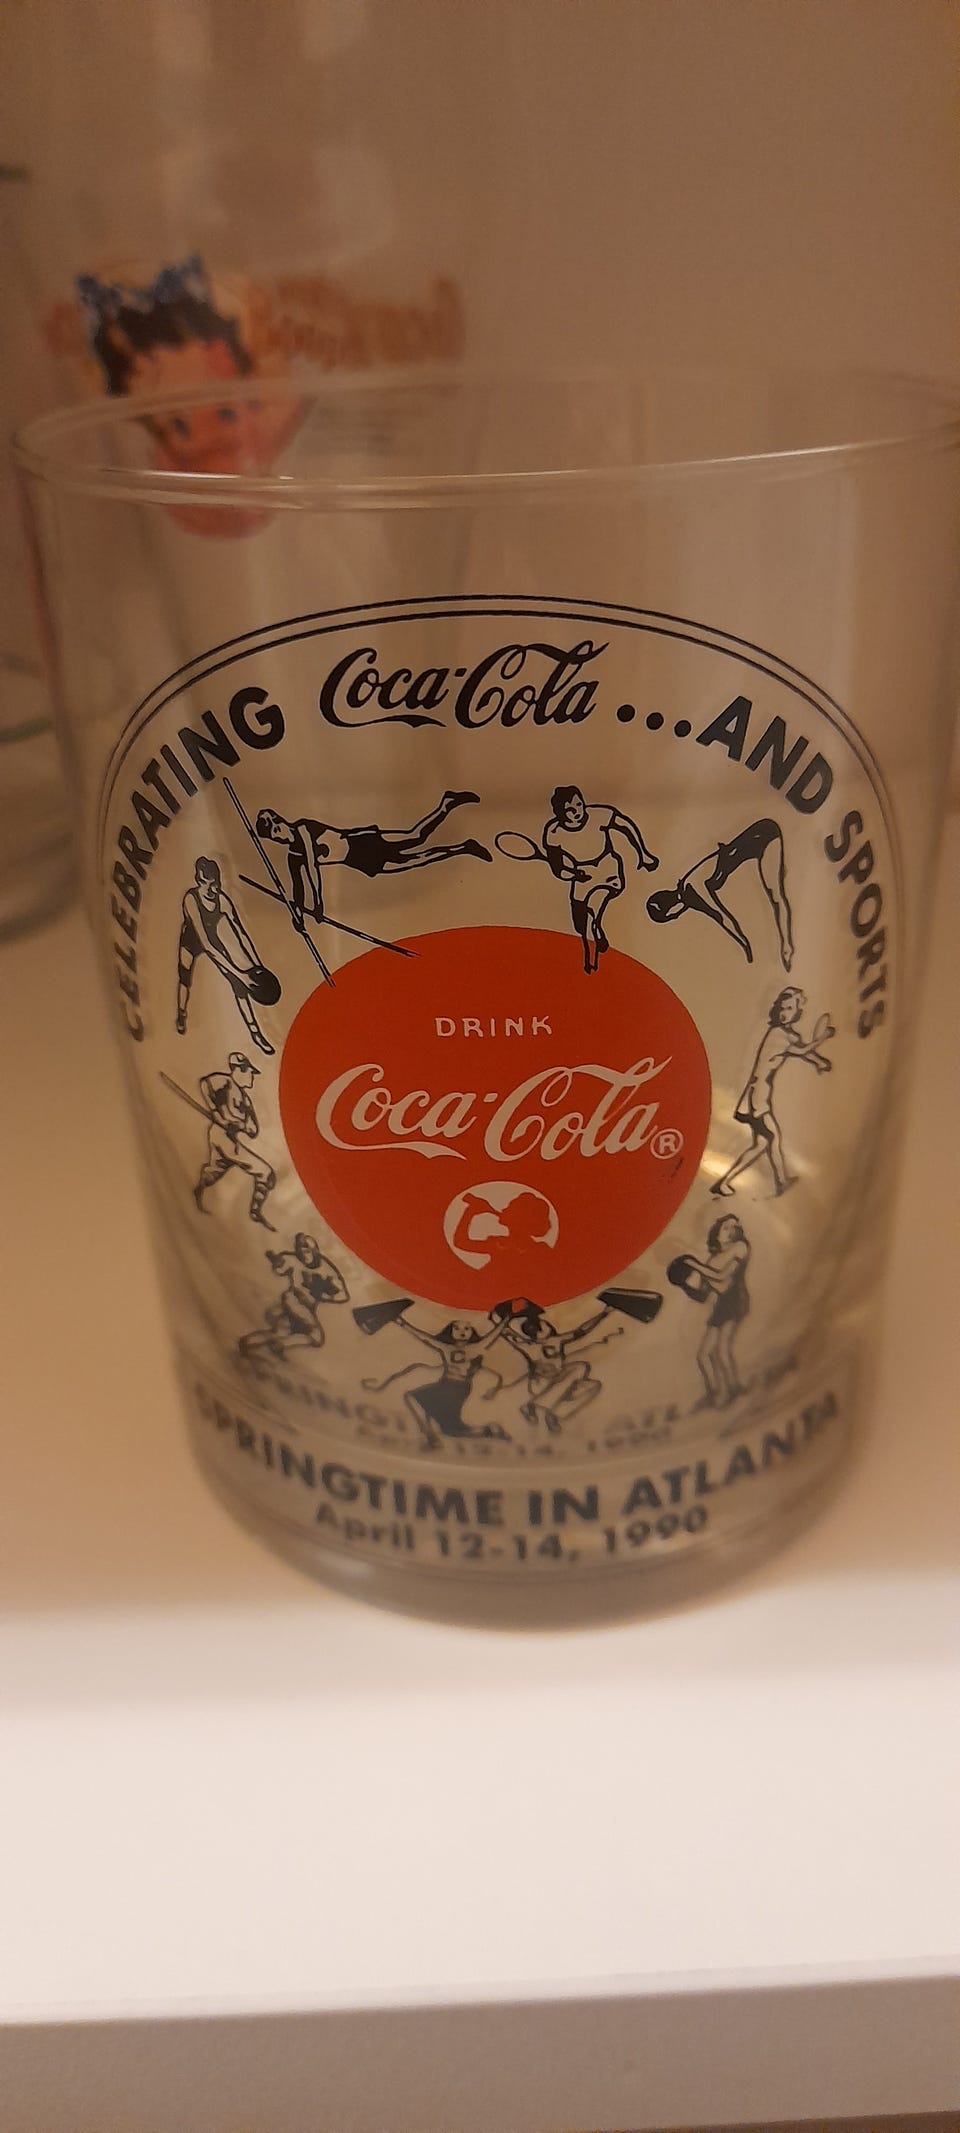 CELEBRATING Coca-Cola ...AND SPORTS
DRINK
Coca-Cola®
C C
SPRINGTIME IN ATLANTA
April 12-14, 1990